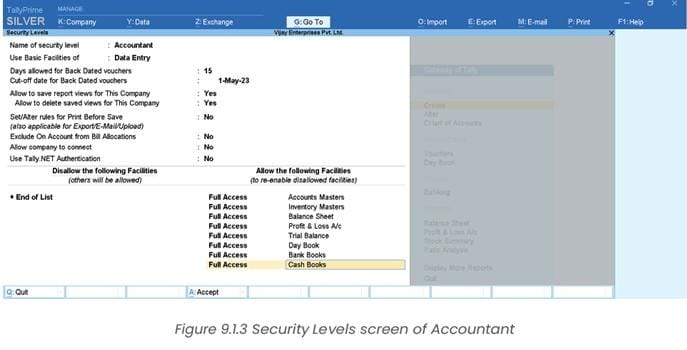 TallyPrime
MANAGE
SILVER
K: Company
Y: Data
Z: Exchange
G: Go To
O: Import
E: Export
M: E-mail
P: Print
F1: Help
Security Levels
Vijay Enterprises Pvt. Ltd.
Name of security level : Accountant
Use Basic Facilities of : Data Entry
Days allowed for Back Dated vouchers : 15
Cut-off date for Back Dated vouchers : 1-May-23
Allow to save report views for This Company : Yes
Allow to delete saved views for This Company : Yes
Set/Alter rules for Print Before Save : No
(also applicable for Export/E-Mail/Upload)
Exclude On Account from Bill Allocations : No
Allow company to connect : No
Use Tally.NET Authentication : No
Disallow the following Facilities
(others will be allowed)
Allow the following Facilities
(to re-enable disallowed facilities)
♦ End of List
Full Access Accounts Masters
Full Access Inventory Masters
Full Access Balance Sheet
Full Access Profit & Loss A/c
Full Access Trial Balance
Full Access Day Book
Full Access Bank Books
Full Access Cash Books
Gateway of Tally
Create
Alter
Chart of Accounts
Vouchers
Day Book
Banking
Balance Sheet
Profit & Loss A/c
Stock Summary
Ratio Analysis
Display More Reports
Quit
Q: Quit
A: Accept
Figure 9.1.3 Security Levels screen of Accountant